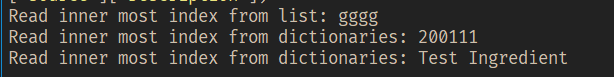 Read inner most index from list: gggg
Read inner most index from dictionaries: 200111
Read inner most index from dictionaries: Test Ingredient